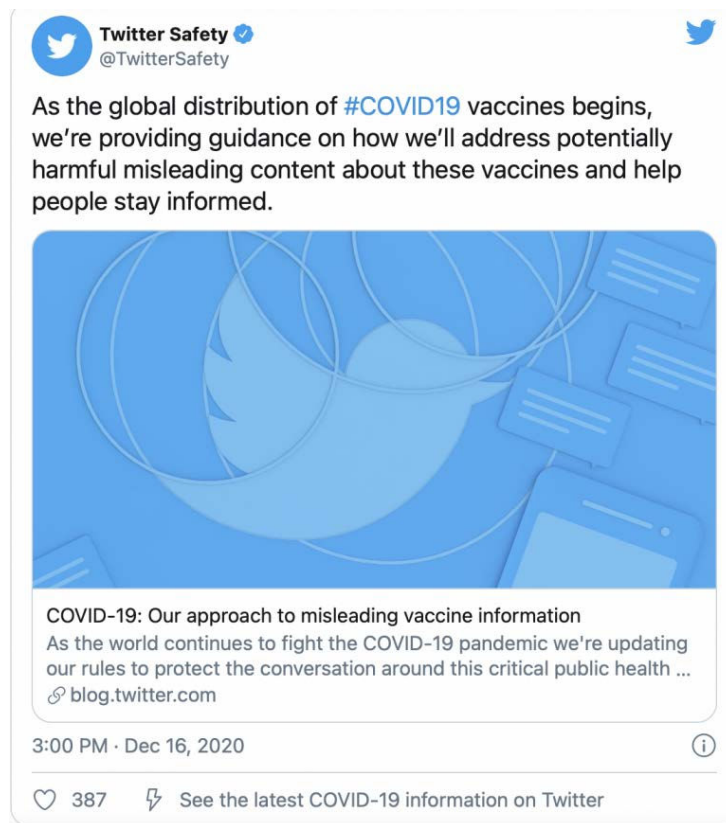 Twitter Safety
@TwitterSafety
As the global distribution of #COVID19 vaccines begins,
we’re providing guidance on how we’ll address potentially
harmful misleading content about these vaccines and help
people stay informed.
COVID-19: Our approach to misleading vaccine information
As the world continues to fight the COVID-19 pandemic we're updating
our rules to protect the conversation around this critical public health ...
blog.twitter.com
3:00 PM · Dec 16, 2020
387 See the latest COVID-19 information on Twitter